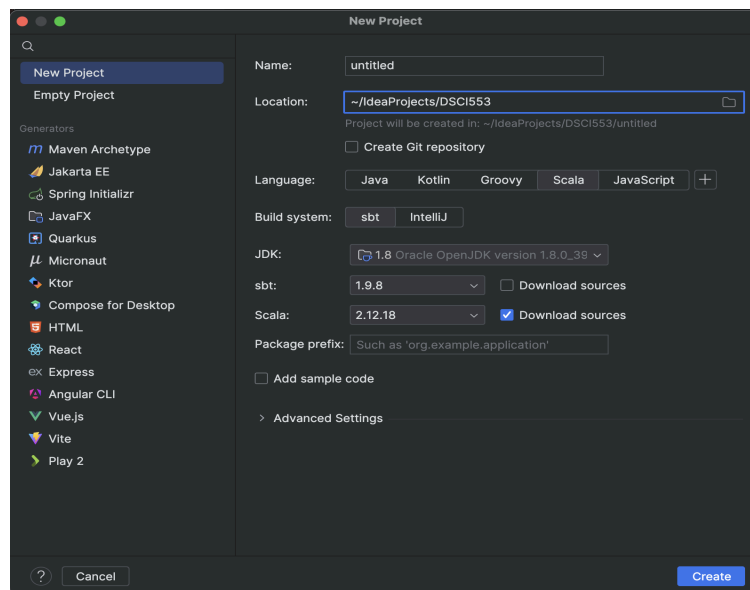 New Project
New Project
Empty Project
Generators
Maven Archetype
Jakarta EE
Spring Initializr
JavaFX
Quarkus
Micronaut
Ktor
Compose for Desktop
HTML
React
ex Express
Angular CLI
Vue.js
Vite
Play 2
Name: untitled
Location: ~/IdeaProjects/DSCI553
Project will be created in: ~/IdeaProjects/DSCI553/untitled
Create Git repository
Language: Java Kotlin Groovy Scala JavaScript +
Build system: sbt IntelliJ
JDK: 1.8 Oracle OpenJDK version 1.8.0_39
sbt: 1.9.8 Download sources
Scala: 2.12.18 Download sources
Package prefix: Such as 'org.example.application'
Add sample code
Advanced Settings
? Cancel Create